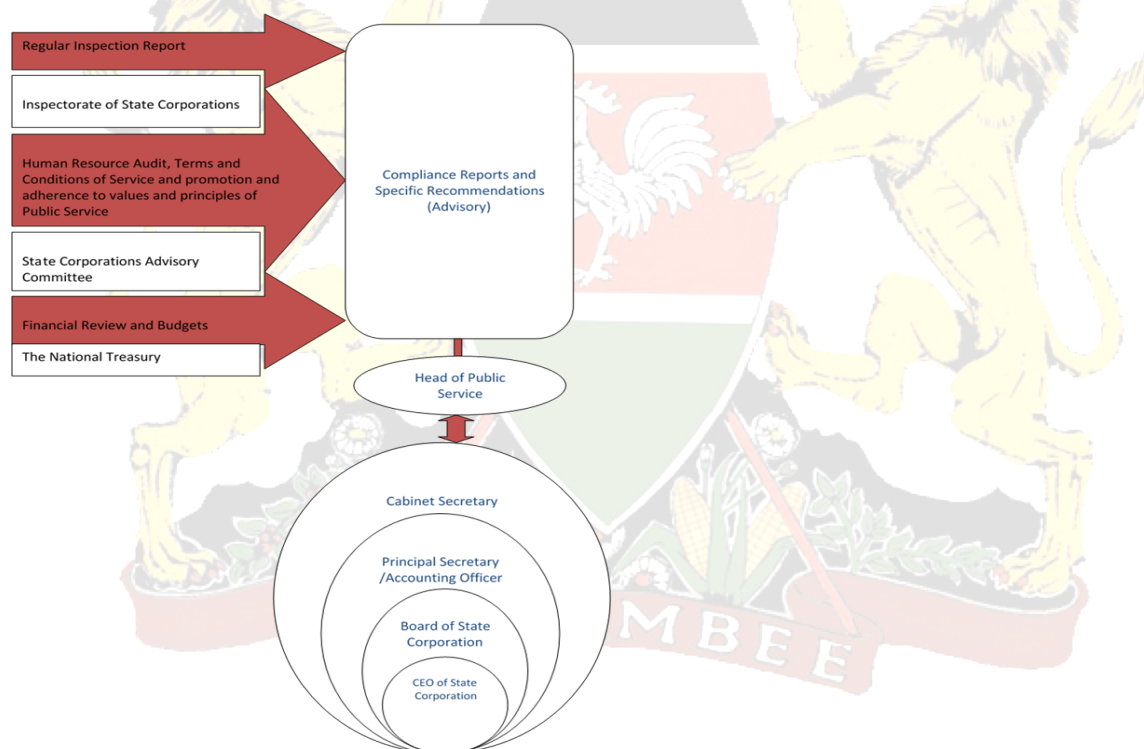 Regular Inspection Report
Inspectorate of State Corporations
Human Resource Audit, Terms and
Conditions of Service and promotion and
adherence to values and principles of
Public Service
State Corporations Advisory
Committee
Financial Review and Budgets
The National Treasury
Compliance Reports and
Specific Recommendations
(Advisory)
Head of Public
Service
Cabinet Secretary
Principal Secretary
/Accounting Officer
Board of State
Corporation
CEO of State
Corporation
MBEE